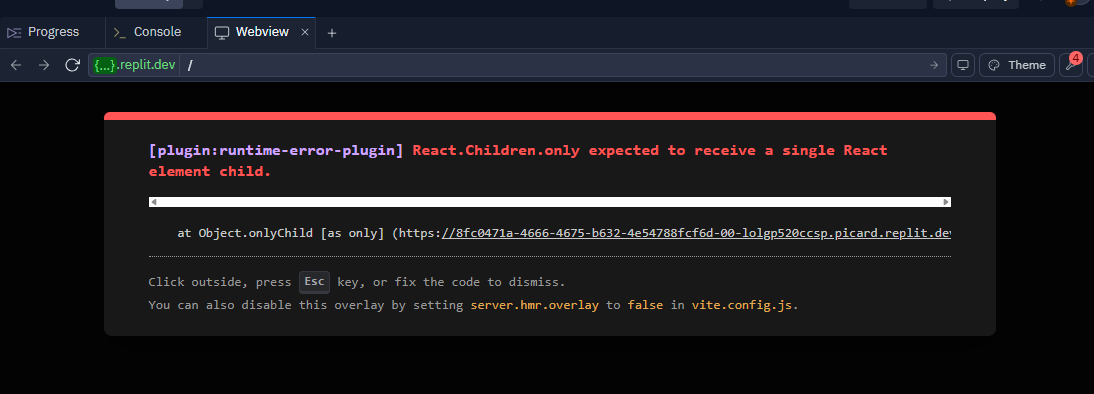 Progress
Console
Webview
{...}.replit.dev /
Theme
4
[plugin:runtime-error-plugin] React.Children.only expected to receive a single React
element child.
at Object.onlyChild [as only] (https://8fc0471a-4666-4675-b632-4e54788fcf6d-00-lolgp520ccsp.picard.replit.dev
Click outside, press Esc key, or fix the code to dismiss.
You can also disable this overlay by setting server.hmr.overlay to false in vite.config.js.